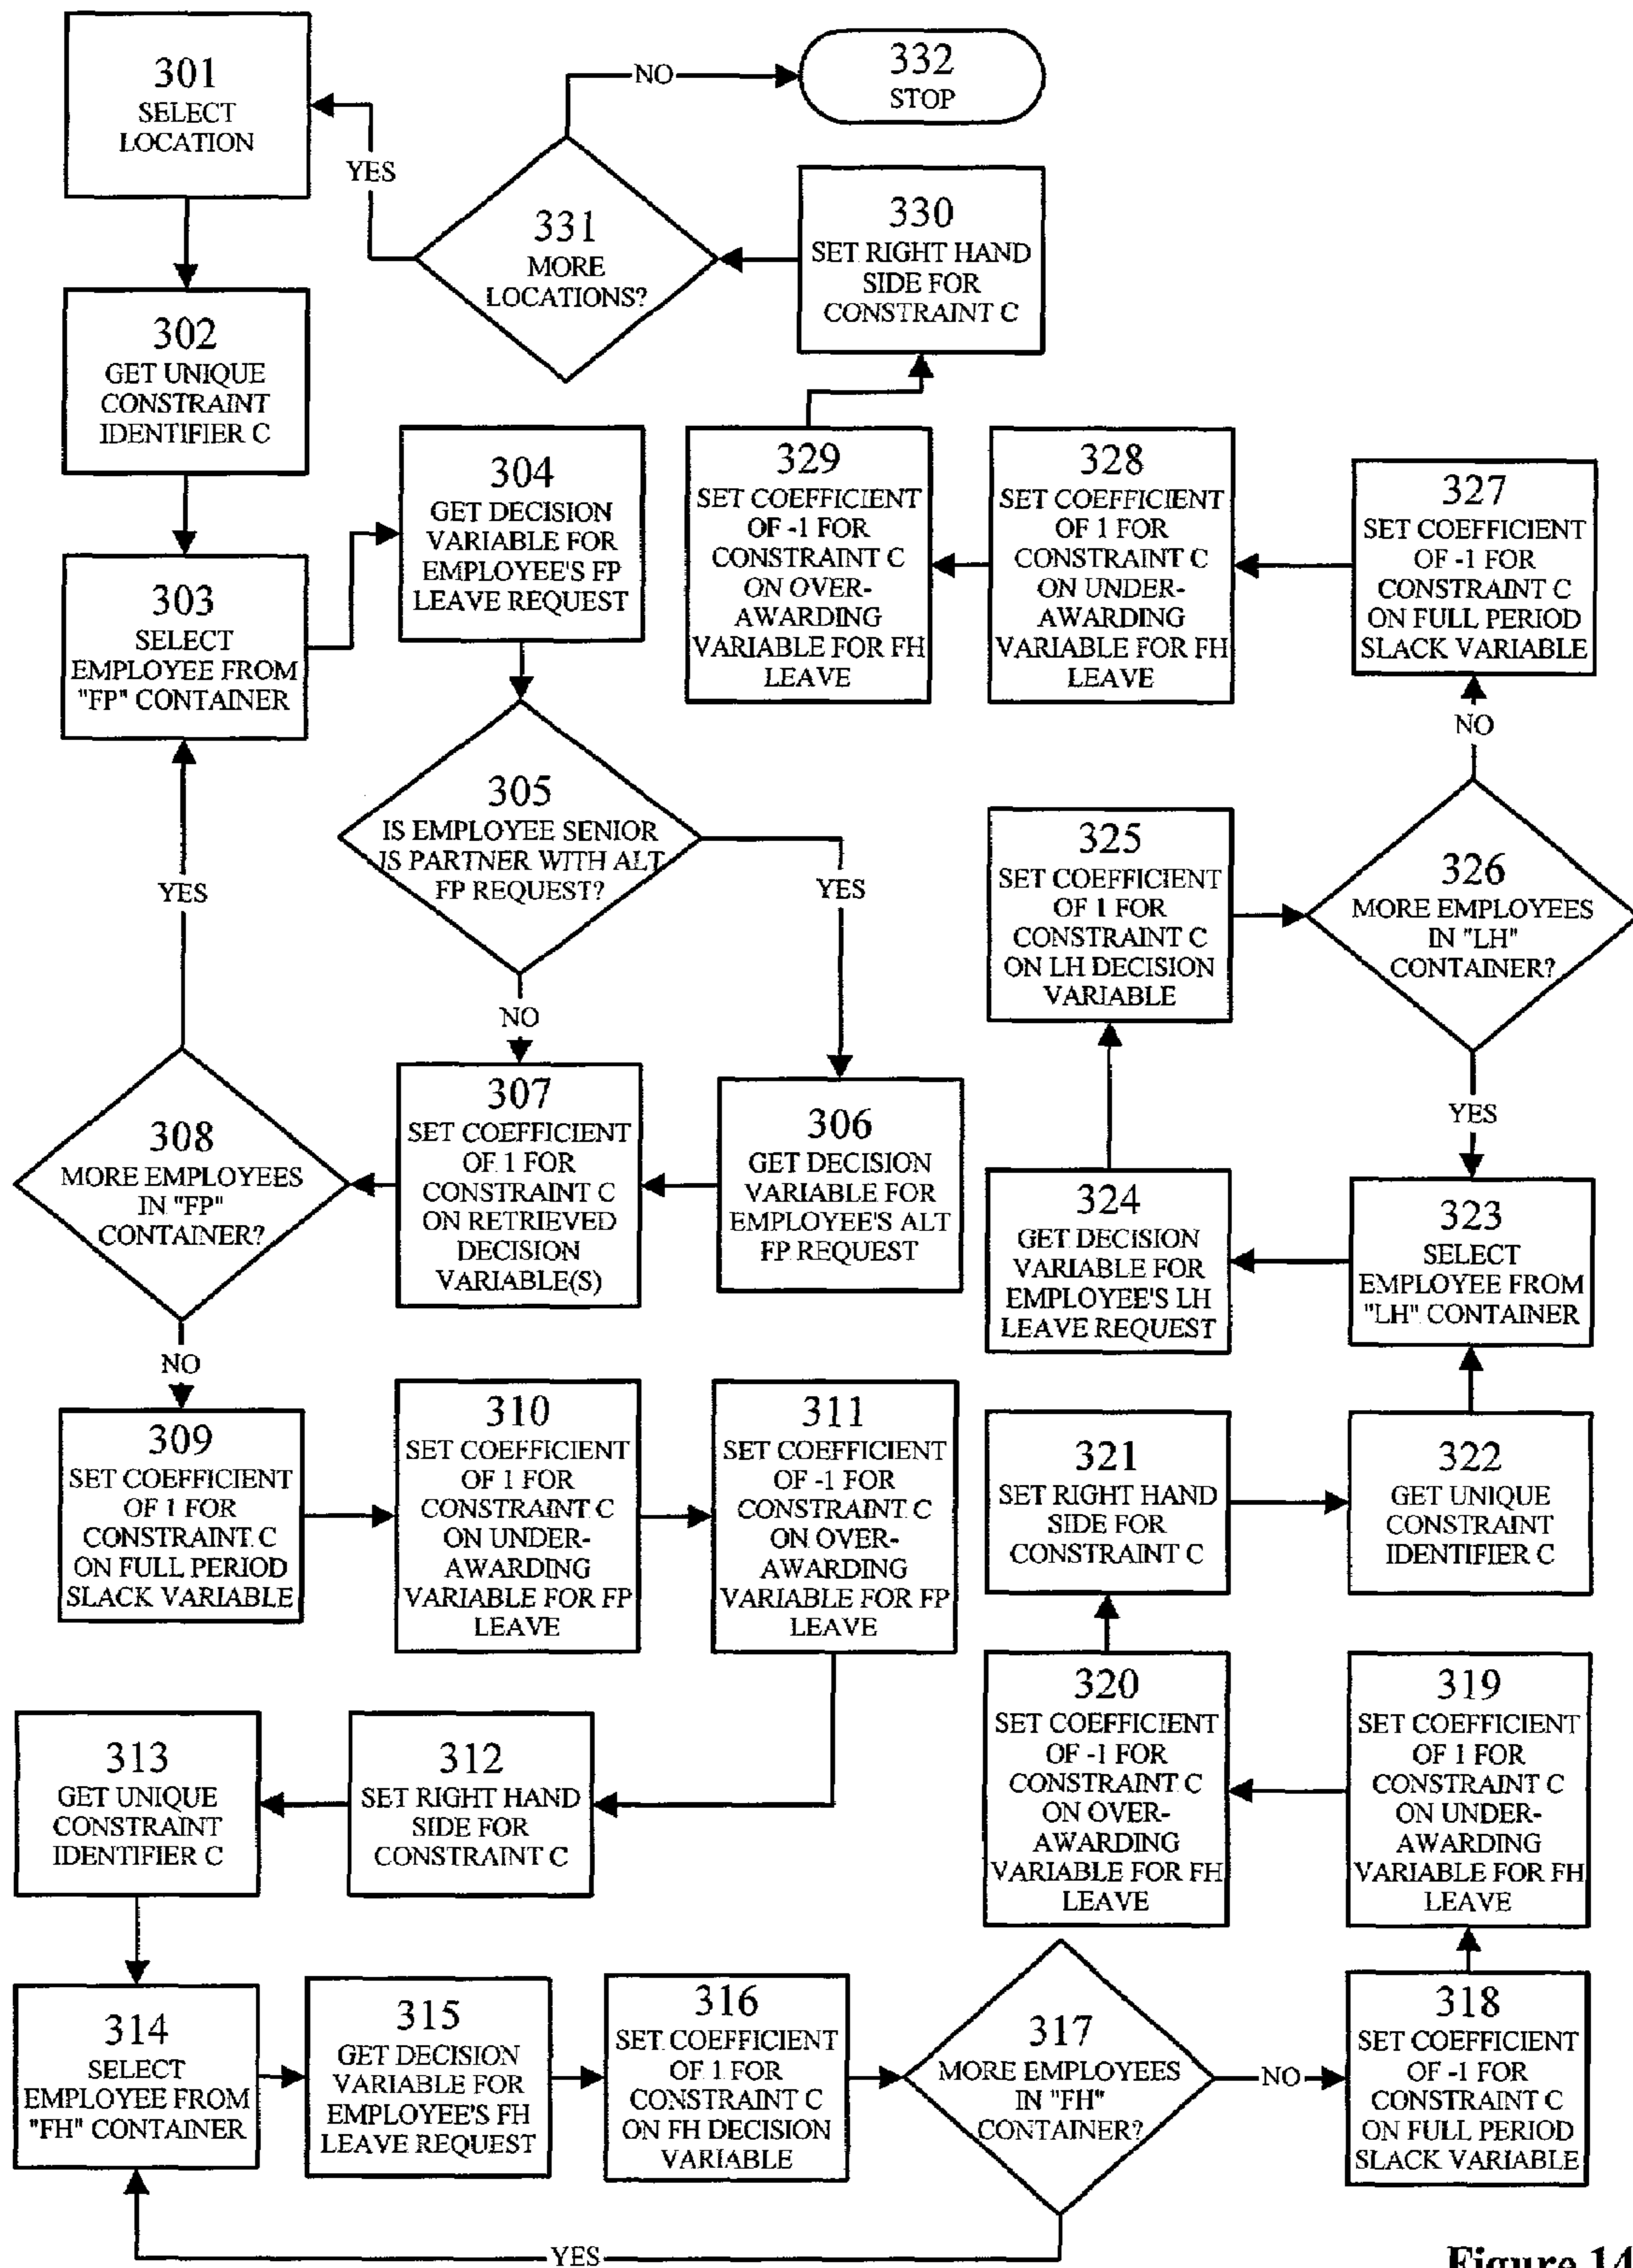 301
SELECT
LOCATION
302
GET UNIQUE
CONSTRAINT
IDENTIFIER C
303
SELECT
EMPLOYEE FROM
"FP" CONTAINER
304
GET DECISION
VARIABLE FOR
EMPLOYEE'S FP
LEAVE REQUEST
305
IS EMPLOYEE SENIOR
IS PARTNER WITH ALT
FP REQUEST?
YES
NO
306
GET DECISION
VARIABLE FOR
EMPLOYEE'S ALT
FP REQUEST
307
SET COEFFICIENT
OF 1 FOR
CONSTRAINT C
ON RETRIEVED
DECISION
VARIABLE(S)
308
MORE EMPLOYEES
IN "FP"
CONTAINER?
YES
NO
309
SET COEFFICIENT
OF 1 FOR
CONSTRAINT C
ON FULL PERIOD
SLACK VARIABLE
310
SET COEFFICIENT
OF 1 FOR
CONSTRAINT C
ON UNDER-
AWARDING
VARIABLE FOR FP
LEAVE
311
SET COEFFICIENT
OF -1 FOR
CONSTRAINT C
ON OVER-
AWARDING
VARIABLE FOR FP
LEAVE
312
SET RIGHT HAND
SIDE FOR
CONSTRAINT C
313
GET UNIQUE
CONSTRAINT
IDENTIFIER C
314
SELECT
EMPLOYEE FROM
"FH" CONTAINER
315
GET DECISION
VARIABLE FOR
EMPLOYEE'S FH
LEAVE REQUEST
316
SET COEFFICIENT
OF 1 FOR
CONSTRAINT C
ON FH DECISION
VARIABLE
317
MORE EMPLOYEES
IN "FH"
CONTAINER?
YES
NO
318
SET COEFFICIENT
OF -1 FOR
CONSTRAINT C
ON FULL PERIOD
SLACK VARIABLE
319
SET COEFFICIENT
OF 1 FOR
CONSTRAINT C
ON UNDER-
AWARDING
VARIABLE FOR FH
LEAVE
320
SET COEFFICIENT
OF -1 FOR
CONSTRAINT C
ON OVER-
AWARDING
VARIABLE FOR FH
LEAVE
321
SET RIGHT HAND
SIDE FOR
CONSTRAINT C
322
GET UNIQUE
CONSTRAINT
IDENTIFIER C
323
SELECT
EMPLOYEE FROM
"LH" CONTAINER
324
GET DECISION
VARIABLE FOR
EMPLOYEE'S LH
LEAVE REQUEST
325
SET COEFFICIENT
OF 1 FOR
CONSTRAINT C
ON LH DECISION
VARIABLE
326
MORE EMPLOYEES
IN "LH"
CONTAINER?
YES
NO
327
SET COEFFICIENT
OF -1 FOR
CONSTRAINT C
ON FULL PERIOD
SLACK VARIABLE
328
SET COEFFICIENT
OF 1 FOR
CONSTRAINT C
ON UNDER-
AWARDING
VARIABLE FOR FH
LEAVE
329
SET COEFFICIENT
OF -1 FOR
CONSTRAINT C
ON OVER-
AWARDING
VARIABLE FOR FH
LEAVE
330
SET RIGHT HAND
SIDE FOR
CONSTRAINT C
331
MORE
LOCATIONS?
YES
NO
332
STOP
Figure 14